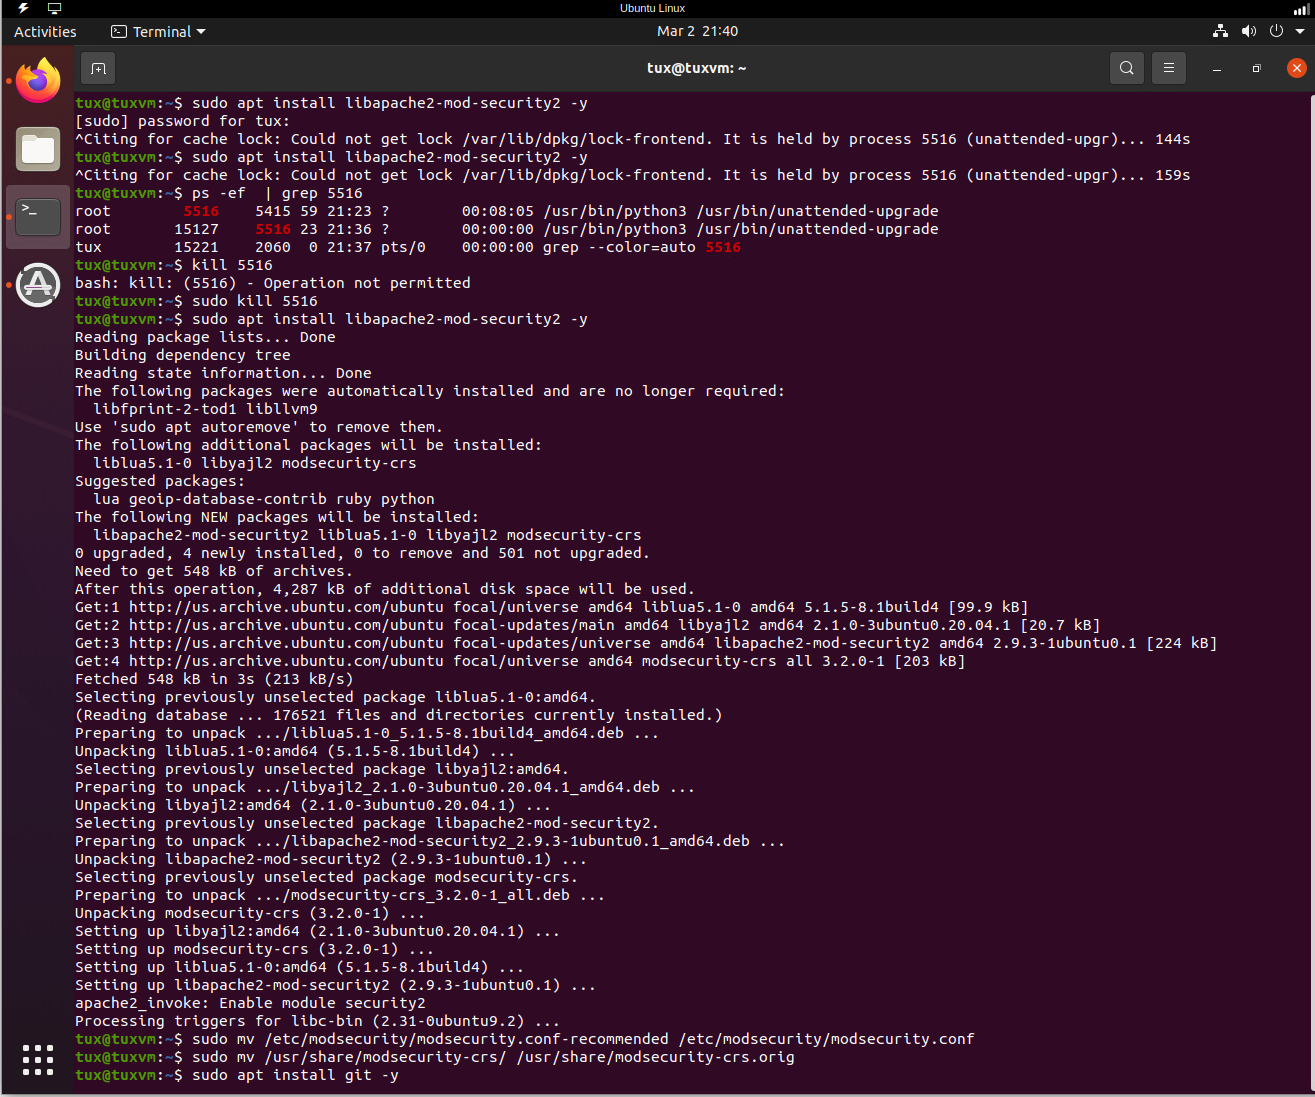 Ubuntu Linux
Activities
Terminal
Mar 2 21:40
tux@tuxvm: ~
tux@tuxvm:~$ sudo apt install libapache2-mod-security2 -y
[sudo] password for tux:
^Citing for cache lock: Could not get lock /var/lib/dpkg/lock-frontend. It is held by process 5516 (unattended-upgr)... 144s
tux@tuxvm:~$ sudo apt install libapache2-mod-security2 -y
^Citing for cache lock: Could not get lock /var/lib/dpkg/lock-frontend. It is held by process 5516 (unattended-upgr)... 159s
tux@tuxvm:~$ ps -ef  | grep 5516
root        5516    5415 59 21:23 ?        00:08:05 /usr/bin/python3 /usr/bin/unattended-upgrade
root       15127    5516 23 21:36 ?        00:00:00 /usr/bin/python3 /usr/bin/unattended-upgrade
tux        15221    2060  0 21:37 pts/0    00:00:00 grep --color=auto 5516
tux@tuxvm:~$ kill 5516
bash: kill: (5516) - Operation not permitted
tux@tuxvm:~$ sudo kill 5516
tux@tuxvm:~$ sudo apt install libapache2-mod-security2 -y
Reading package lists... Done
Building dependency tree
Reading state information... Done
The following packages were automatically installed and are no longer required:
  libfprint-2-tod1 libllvm9
Use 'sudo apt autoremove' to remove them.
The following additional packages will be installed:
  liblua5.1-0 libyajl2 modsecurity-crs
Suggested packages:
  lua geoip-database-contrib ruby python
The following NEW packages will be installed:
  libapache2-mod-security2 liblua5.1-0 libyajl2 modsecurity-crs
0 upgraded, 4 newly installed, 0 to remove and 501 not upgraded.
Need to get 548 kB of archives.
After this operation, 4,287 kB of additional disk space will be used.
Get:1 http://us.archive.ubuntu.com/ubuntu focal/universe amd64 liblua5.1-0 amd64 5.1.5-8.1build4 [99.9 kB]
Get:2 http://us.archive.ubuntu.com/ubuntu focal-updates/main amd64 libyajl2 amd64 2.1.0-3ubuntu0.20.04.1 [20.7 kB]
Get:3 http://us.archive.ubuntu.com/ubuntu focal-updates/universe amd64 libapache2-mod-security2 amd64 2.9.3-1ubuntu0.1 [224 kB]
Get:4 http://us.archive.ubuntu.com/ubuntu focal/universe amd64 modsecurity-crs all 3.2.0-1 [203 kB]
Fetched 548 kB in 3s (213 kB/s)
Selecting previously unselected package liblua5.1-0:amd64.
(Reading database ... 176521 files and directories currently installed.)
Preparing to unpack .../liblua5.1-0_5.1.5-8.1build4_amd64.deb ...
Unpacking liblua5.1-0:amd64 (5.1.5-8.1build4) ...
Selecting previously unselected package libyajl2:amd64.
Preparing to unpack .../libyajl2_2.1.0-3ubuntu0.20.04.1_amd64.deb ...
Unpacking libyajl2:amd64 (2.1.0-3ubuntu0.20.04.1) ...
Selecting previously unselected package libapache2-mod-security2.
Preparing to unpack .../libapache2-mod-security2_2.9.3-1ubuntu0.1_amd64.deb ...
Unpacking libapache2-mod-security2 (2.9.3-1ubuntu0.1) ...
Selecting previously unselected package modsecurity-crs.
Preparing to unpack .../modsecurity-crs_3.2.0-1_all.deb ...
Unpacking modsecurity-crs (3.2.0-1) ...
Setting up libyajl2:amd64 (2.1.0-3ubuntu0.20.04.1) ...
Setting up modsecurity-crs (3.2.0-1) ...
Setting up liblua5.1-0:amd64 (5.1.5-8.1build4) ...
Setting up libapache2-mod-security2 (2.9.3-1ubuntu0.1) ...
apache2_invoke: Enable module security2
Processing triggers for libc-bin (2.31-0ubuntu9.2) ...
tux@tuxvm:~$ sudo mv /etc/modsecurity/modsecurity.conf-recommended /etc/modsecurity/modsecurity.conf
tux@tuxvm:~$ sudo mv /usr/share/modsecurity-crs/ /usr/share/modsecurity-crs.orig
tux@tuxvm:~$ sudo apt install git -y